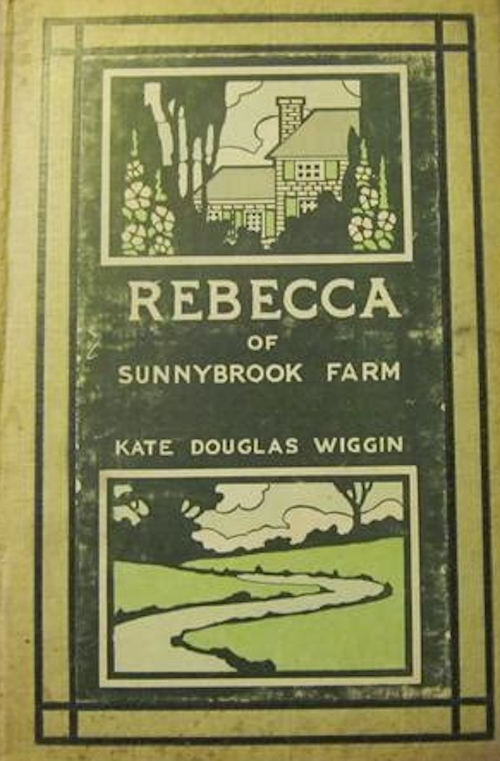 REBECCA
OF
SUNNYBROOK FARM
KATE DOUGLAS WIGGIN